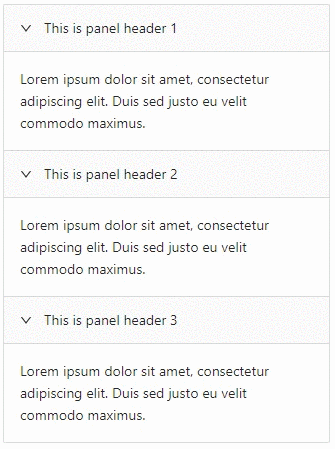 This is panel header 1
Lorem ipsum dolor sit amet, consectetur
adipiscing elit. Duis sed justo eu velit
commodo maximus.
This is panel header 2
Lorem ipsum dolor sit amet, consectetur
adipiscing elit. Duis sed justo eu velit
commodo maximus.
This is panel header 3
Lorem ipsum dolor sit amet, consectetur
adipiscing elit. Duis sed justo eu velit
commodo maximus.